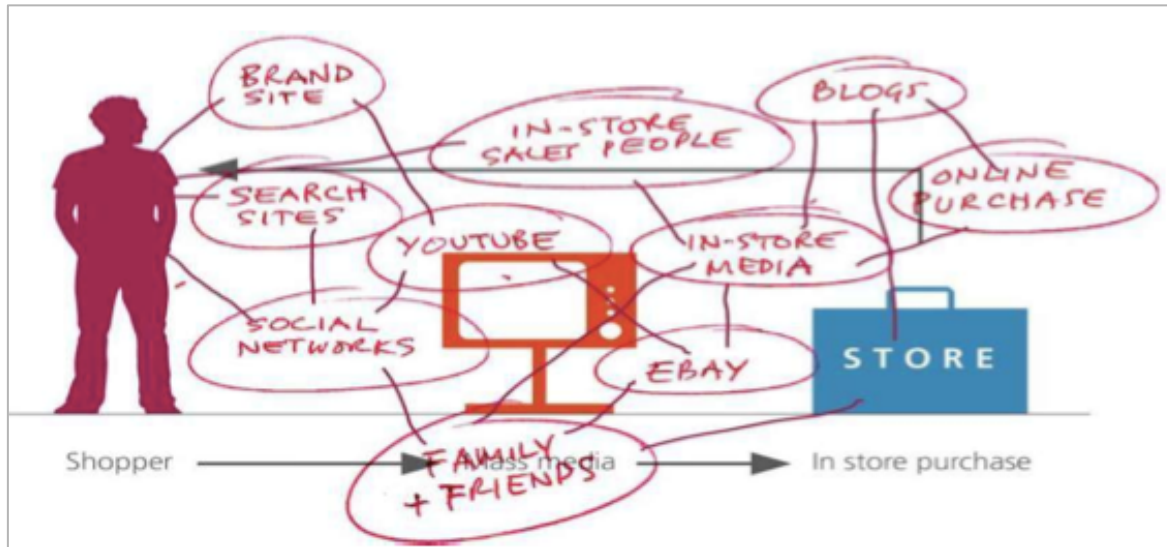 BRAND
SITE
BLOGS
IN-STORE
SALES PEOPLE
ONLINE
PURCHASE
SEARCH
SITES
YOUTUBE
IN-STORE
MEDIA
SOCIAL
NETWORKS
EBAY
STORE
FAMILY
+ FRIENDS
Shopper
Mass media
In store purchase